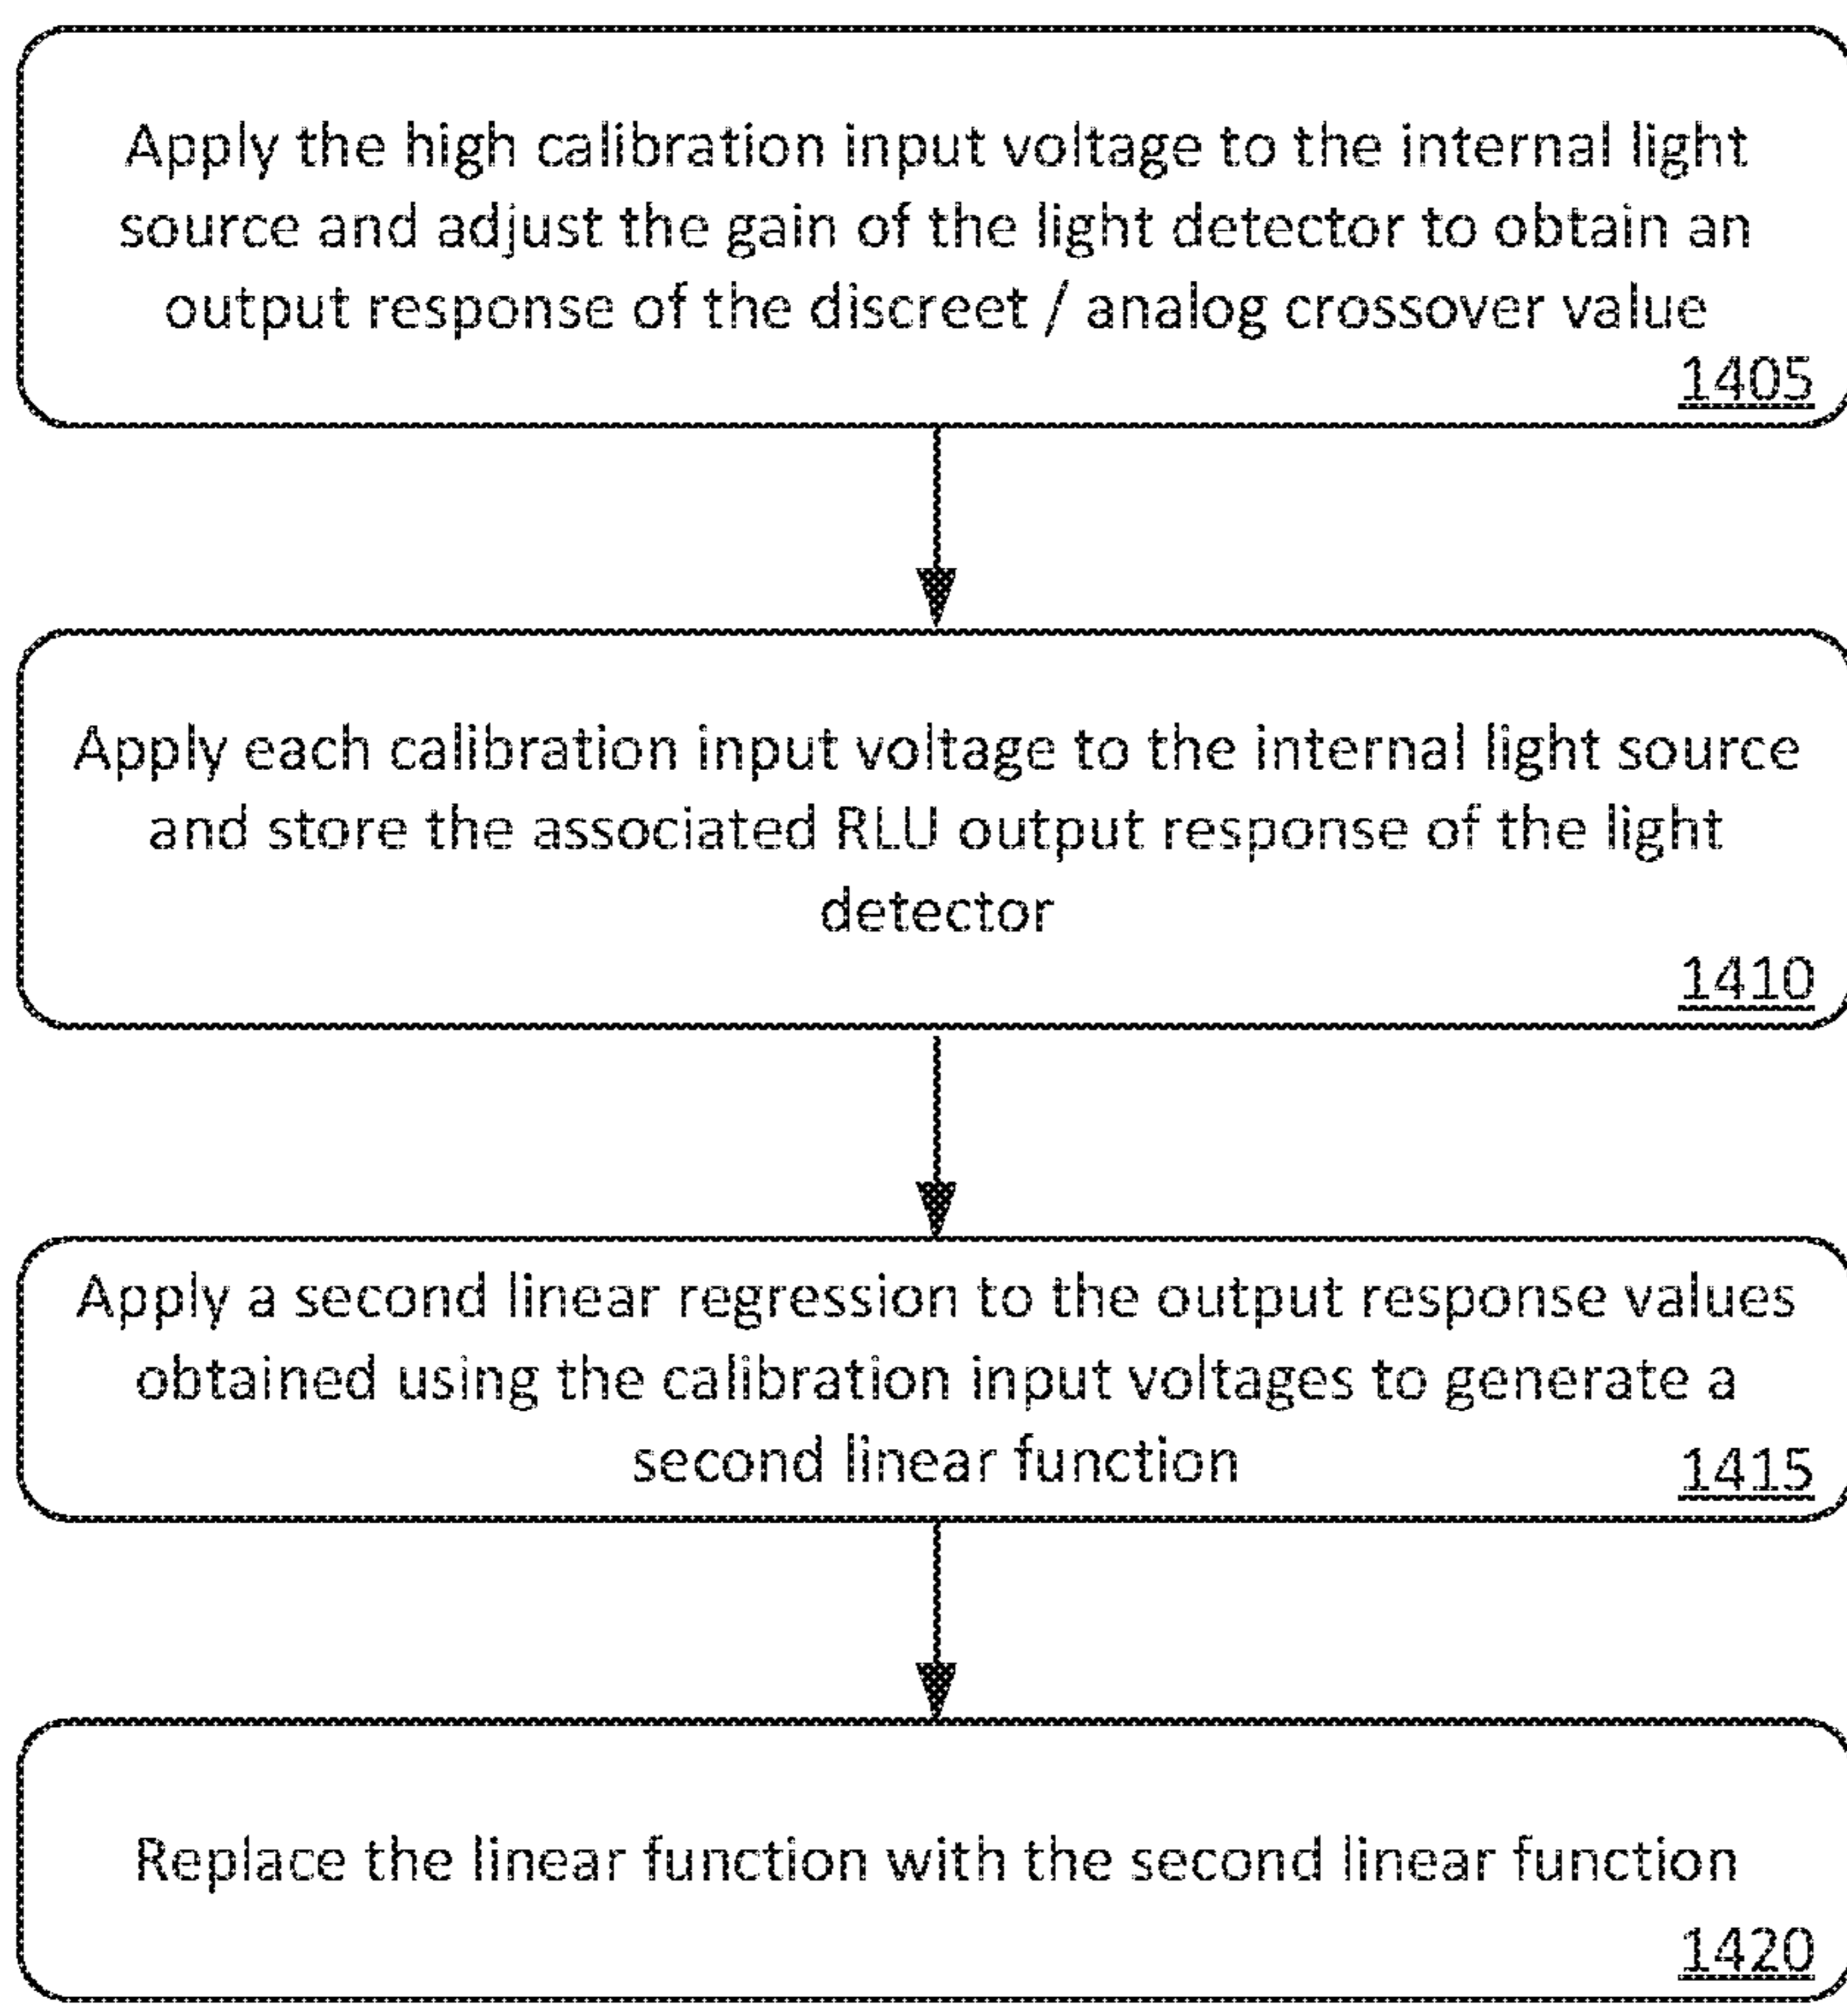 Apply the high calibration input voltage to the internal light
source and adjust the gain of the light detector to obtain an
output response of the discreet / analog crossover value
1405
Apply each calibration input voltage to the internal light source
and store the associated RLU output response of the light
detector
1410
Apply a second linear regression to the output response values
obtained using the calibration input voltages to generate a
second linear function
1415
Replace the linear function with the second linear function
1420